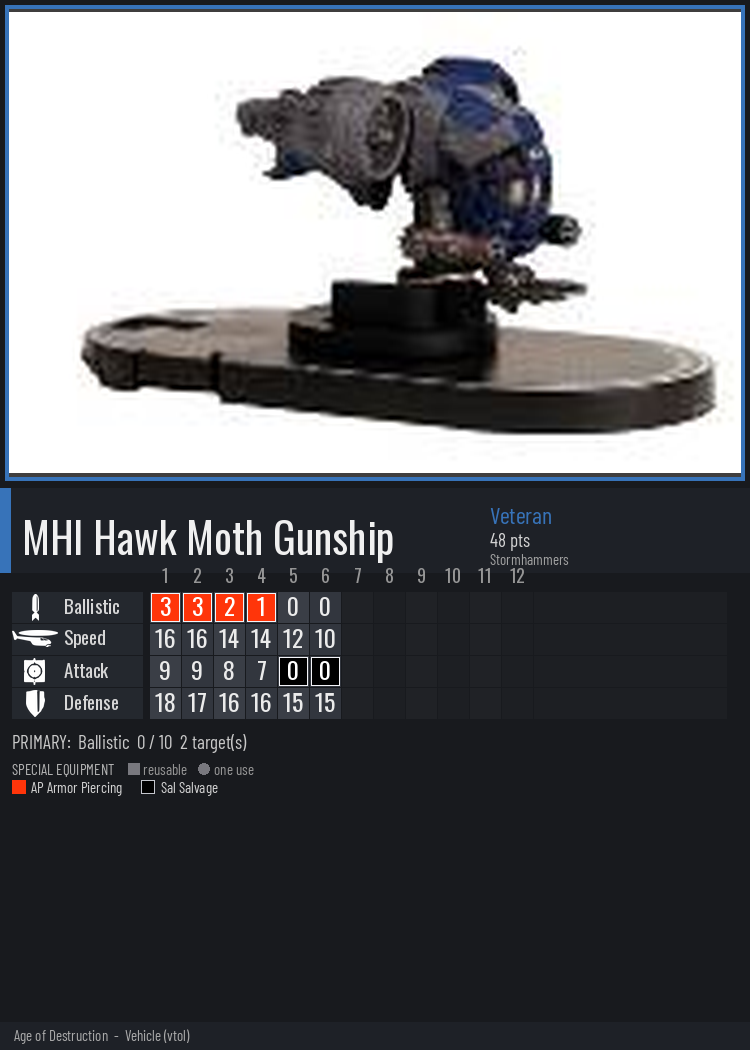 MHI Hawk Moth Gunship
Veteran
48 pts
Stormhammers
1 2 3 4 5 6 7 8 9 10 11 12
Ballistic 3 3 2 1 0 0
Speed 16 16 14 14 12 10
Attack 9 9 8 7 0 0
Defense 18 17 16 16 15 15
PRIMARY: Ballistic 0 / 10 2 target(s)
SPECIAL EQUIPMENT reusable one use
AP Armor Piercing Sal Salvage
Age of Destruction - Vehicle (vtol)